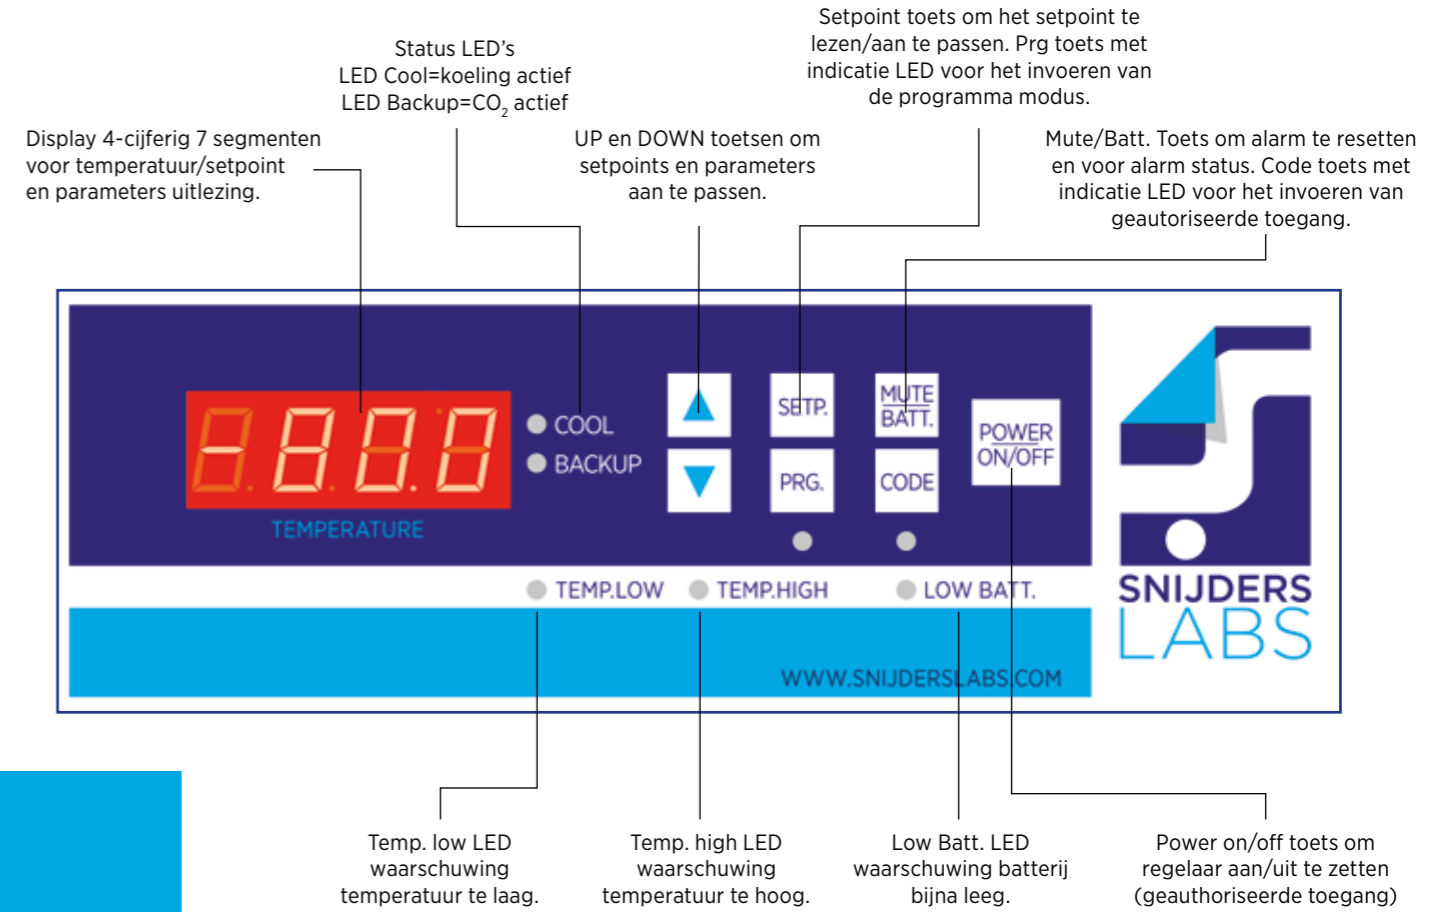 Setpoint toets om het setpoint te
lezen/aan te passen. Prg toets met
indicatie LED voor het invoeren van
de programma modus.
Status LED's
LED Cool=koeling actief
LED Backup=CO₂ actief
Display 4-cijferig 7 segmenten
voor temperatuur/setpoint
en parameters uitlezing.
UP en DOWN toetsen om
setpoints en parameters
aan te passen.
Mute/Batt. Toets om alarm te resetten
en voor alarm status. Code toets met
indicatie LED voor het invoeren van
geautoriseerde toegang.
-80.0
TEMPERATURE
COOL
BACKUP
SETP.
MUTE
BATT.
PRG.
CODE
POWER
ON/OFF
TEMP.LOW
TEMP.HIGH
LOW BATT.
WWW.SNIJDERSLABS.COM
SNIJDERS
LABS
Temp. low LED
waarschuwing
temperatuur te laag.
Temp. high LED
waarschuwing
temperatuur te hoog.
Low Batt. LED
waarschuwing batterij
bijna leeg.
Power on/off toets om
regelaar aan/uit te zetten
(geauthoriseerde toegang)